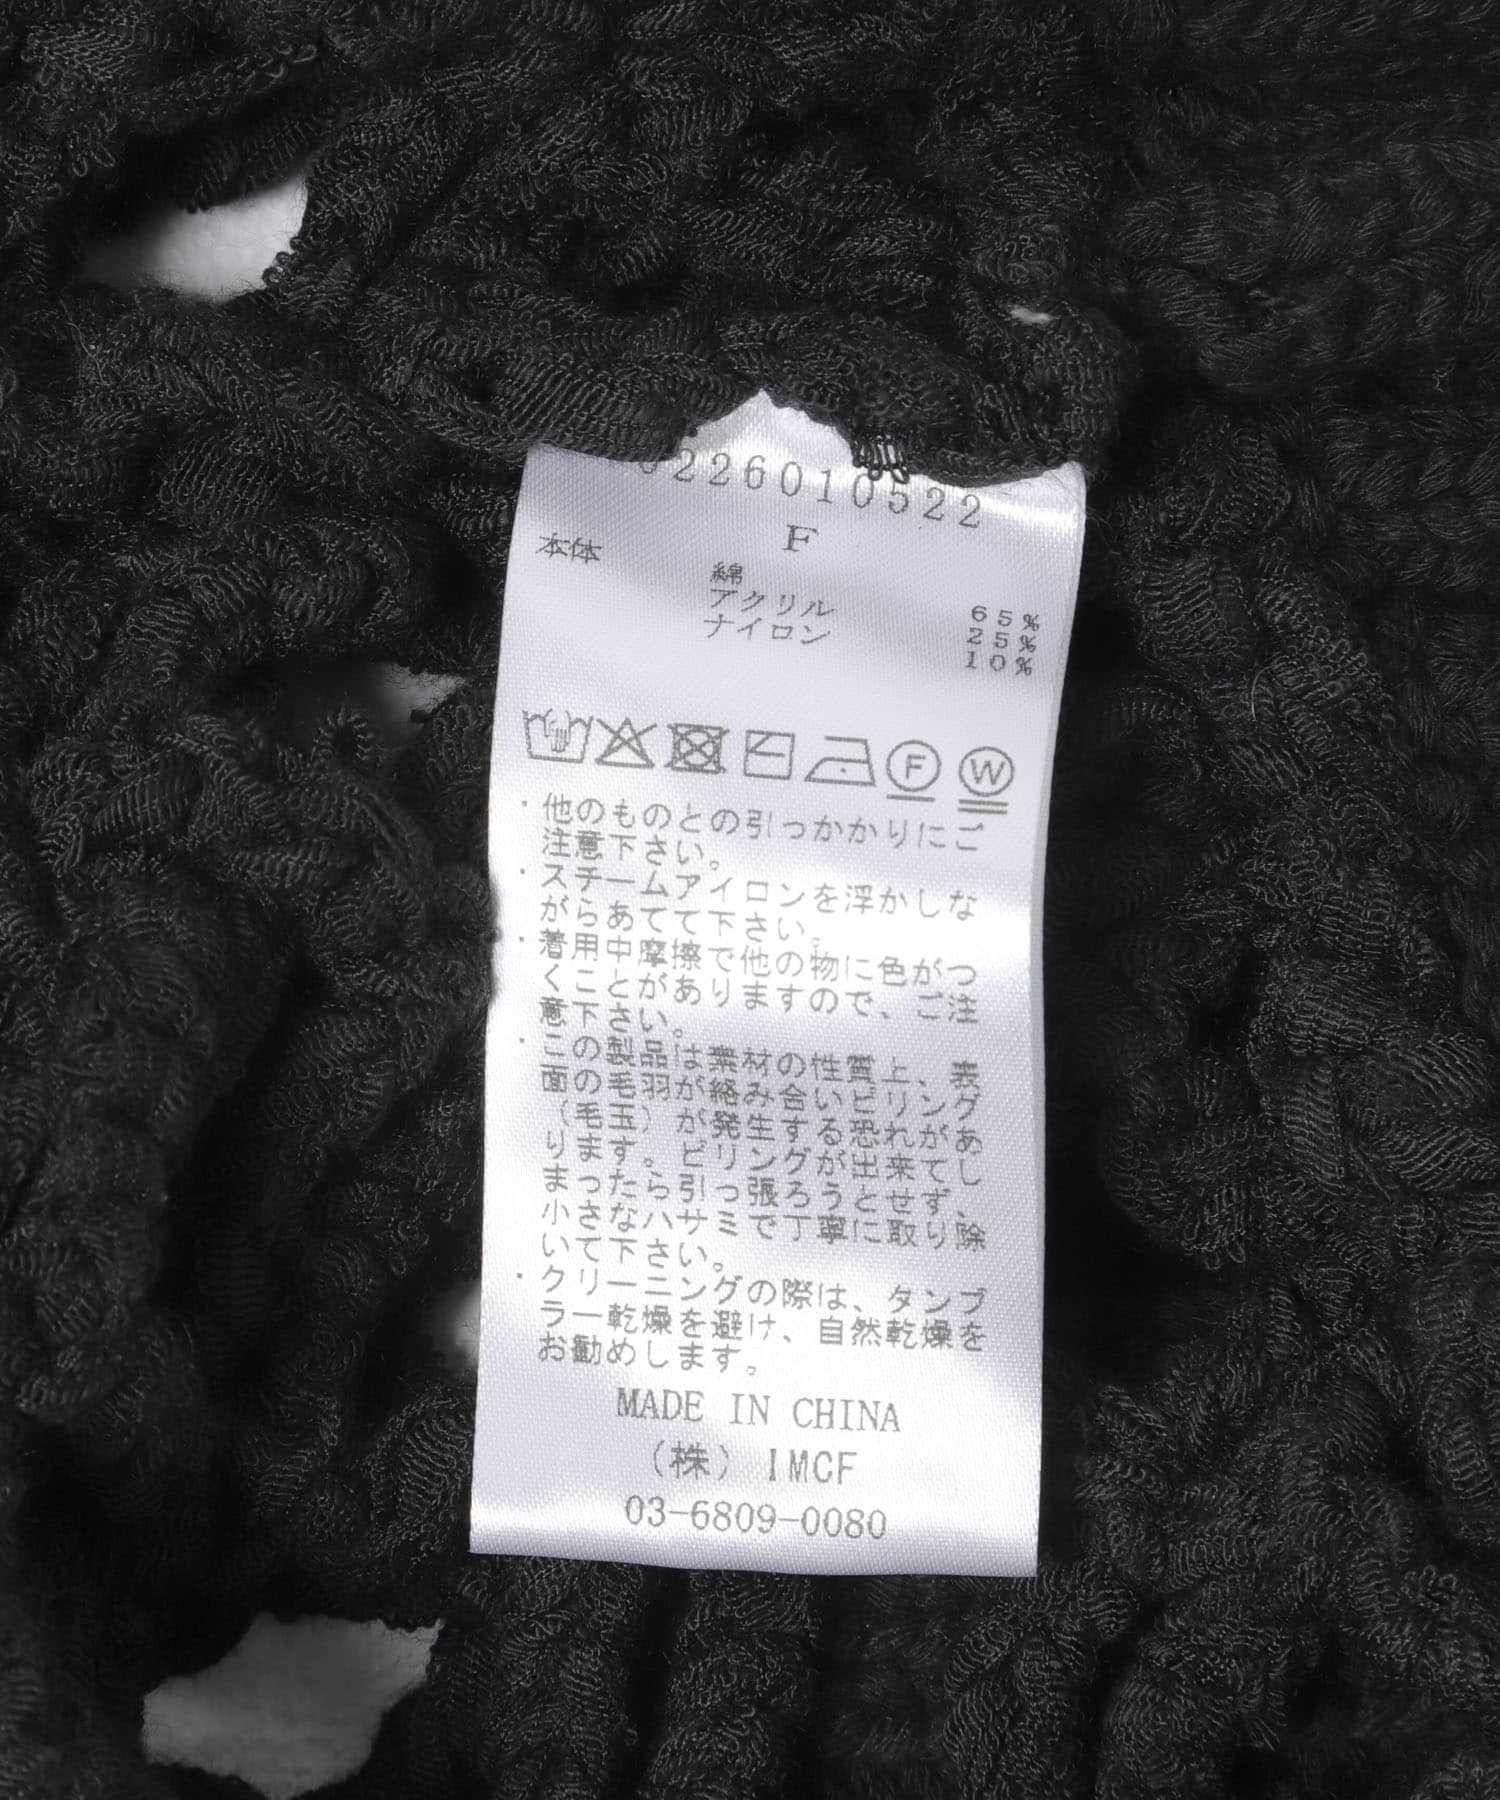 226010522
F
本体
綿 65%
アクリル 25%
ナイロン 10%
F W
・他のものとの引っかかりにご
注意下さい。
・スチームアイロンを浮かしな
がらあてて下さい。
・着用中摩擦で他の物に色がつ
くことがありますので、ご注
意下さい。
・この製品は素材の性質上、表
面の毛羽が絡み合いピリング
（毛玉）が発生する恐れがあ
ります。ピリングが出来てし
まったら引っ張ろうとせず、
小さなハサミで丁寧に取り除
いて下さい。
・クリーニングの際は、タンブ
ラー乾燥を避け、自然乾燥を
お勧めします。
MADE IN CHINA
（株）IMCF
03-6809-0080